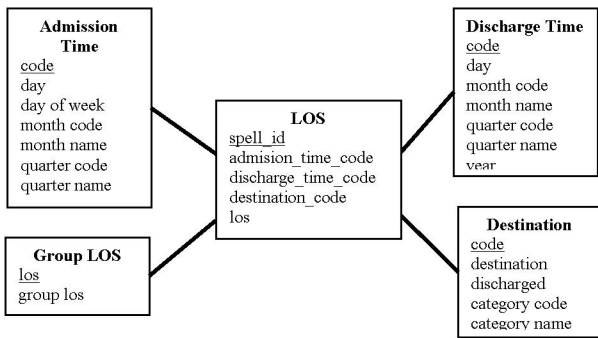 Admission
Time
code
day
day of week
month code
month name
quarter code
quarter name
Group LOS
los
group los
LOS
spell_id
admision_time_code
discharge_time_code
destination_code
los
Discharge Time
code
day
month code
month name
quarter code
quarter name
year
Destination
code
destination
discharged
category code
category name